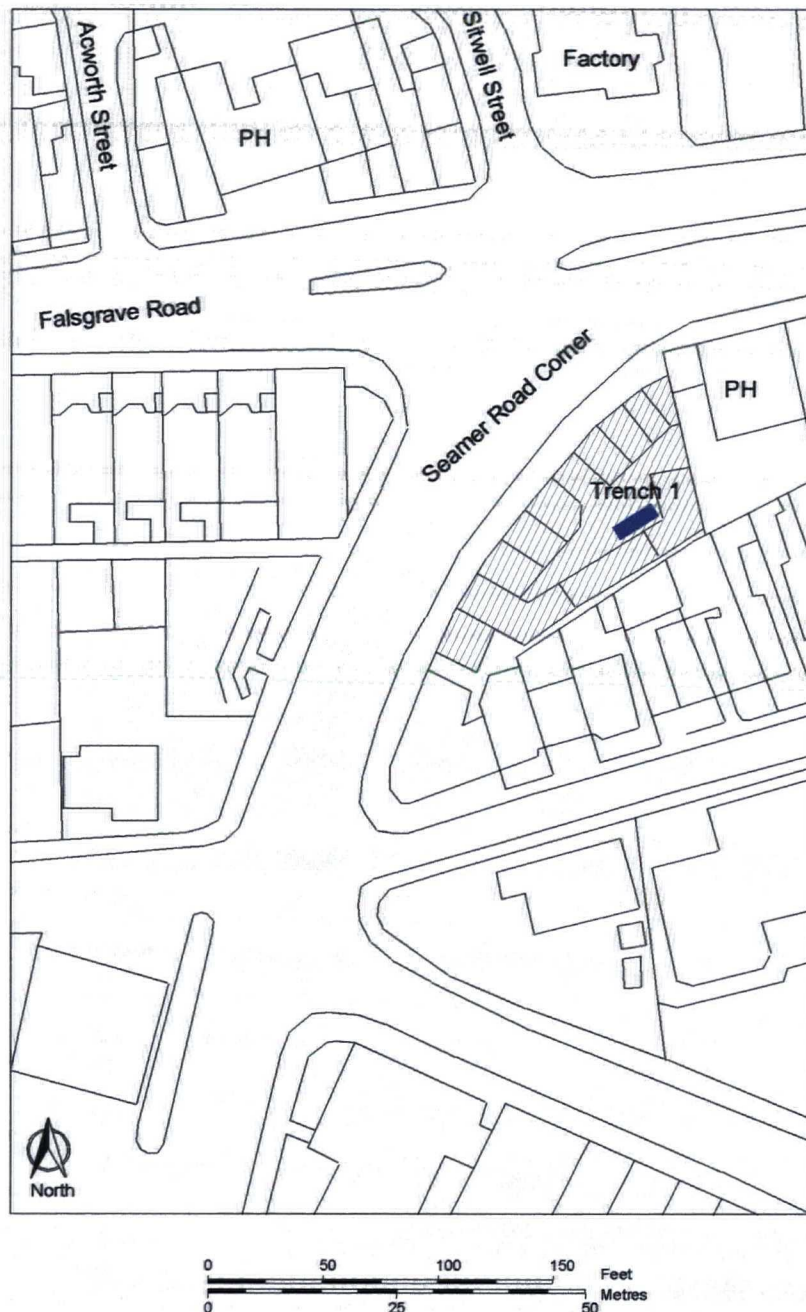 Acworth Street
PH
Sitwell Street
Factory
Falsgrave Road
Seamer Road Corner
PH
Trench 1
North
0 50 100 150 Feet
Metres
0 25 50